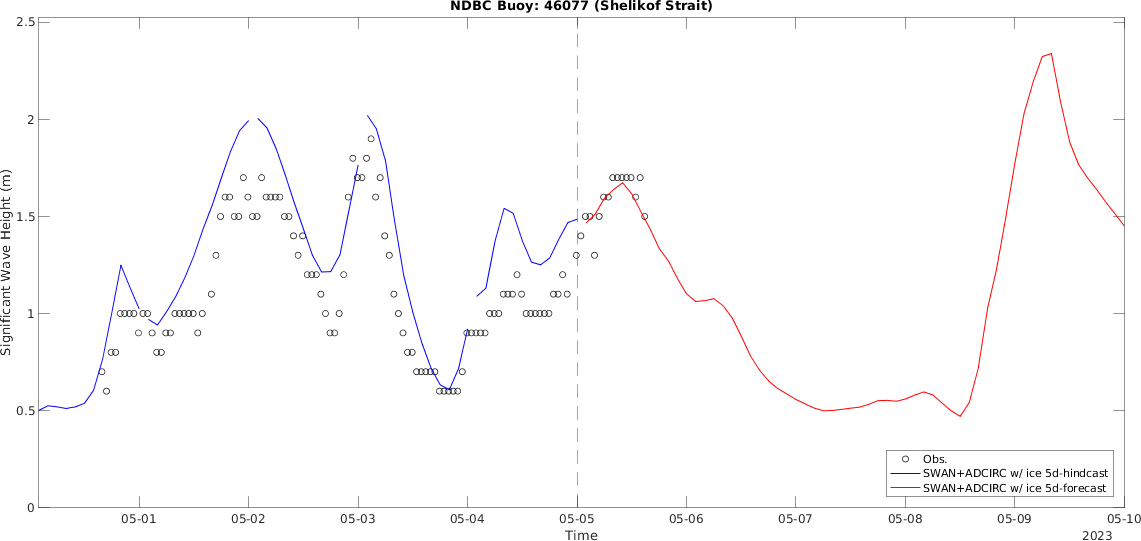 NDBC Buoy: 46077 (Shelikof Strait)
2.5
2
1.5
1
0.5
0
Significant Wave Height (m)
Obs.
SWAN+ADCIRC w/ ice 5d-hindcast
SWAN+ADCIRC w/ ice 5d-forecast
05-01 05-02 05-03 05-04 05-05 05-06 05-07 05-08 05-09 05-10
Time
2023